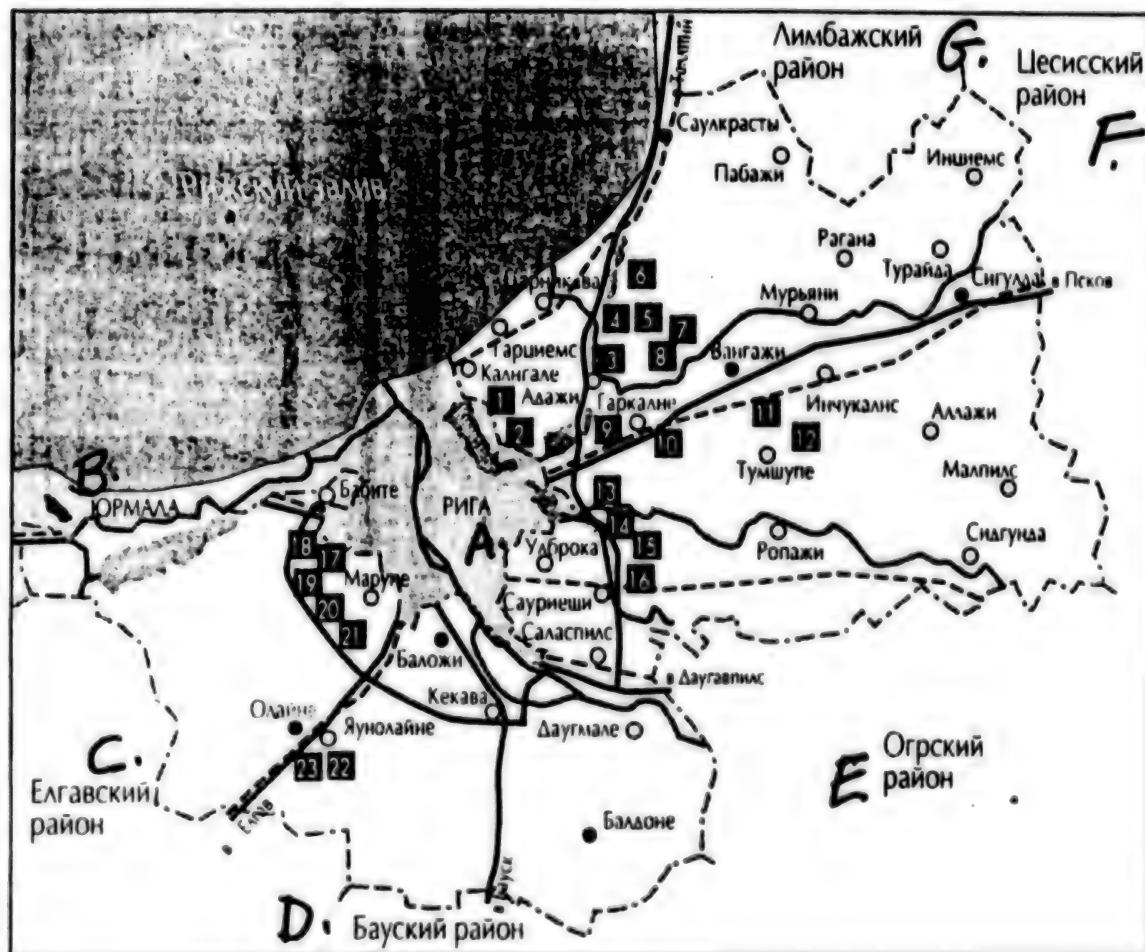 Лимбажский
район
G.
Цесисский
район
F.
Саулкрасты
Пабажи
Инциемс
Рижский залив
Рагана
Турайда
Сигулда
в Псков
6
Царникава
Мурьяни
4 5 7
Гарциемс
3 8
Вангажи
Калнгале
1
Адажи
Гаркалне
11
Инчукалнс
Аллажи
2
9
10
12
Тумшупе
Малпилс
B.
ЮРМАЛА
Бабите
РИГА
13
A.
14
18 17
Улброка
15
Ропажи
Сидгунда
19
Марупе
16
Сауриеши
20
21
Баложи
Саласпилс
в Даугавпилс
Кекава
Олайне
Яунолайне
Даугмале
C.
23 22
E
Огрский
район
Елгавский
район
Балдоне
D.
Бауский район